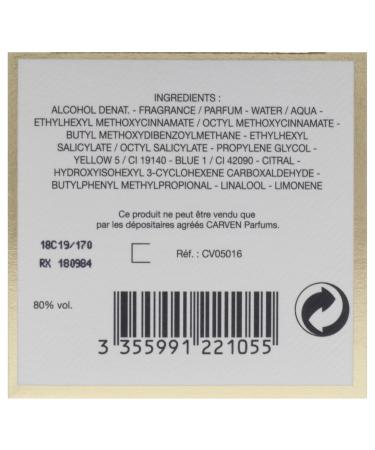 INGREDIENTS :
ALCOHOL DENAT. - FRAGRANCE / PARFUM - WATER / AQUA -
ETHYLHEXYL METHOXYCINNAMATE / OCTYL METHOXYCINNAMATE -
BUTYL METHOXYDIBENZOYLMETHANE - ETHYLHEXYL
SALICYLATE / OCTYL SALICYLATE - PROPYLENE GLYCOL -
YELLOW 5 / CI 19140 - BLUE 1 / CI 42090 - CITRAL -
HYDROXYISOHEXYL 3-CYCLOHEXENE CARBOXALDEHYDE -
BUTYLPHENYL METHYLPROPIONAL - LINALOOL - LIMONENE
Ce produit ne peut être vendu que
par les dépositaires agréés CARVEN Parfums.
18C19/170
RX 180984
Réf. : CV05016
80% vol.
3 355991 221055